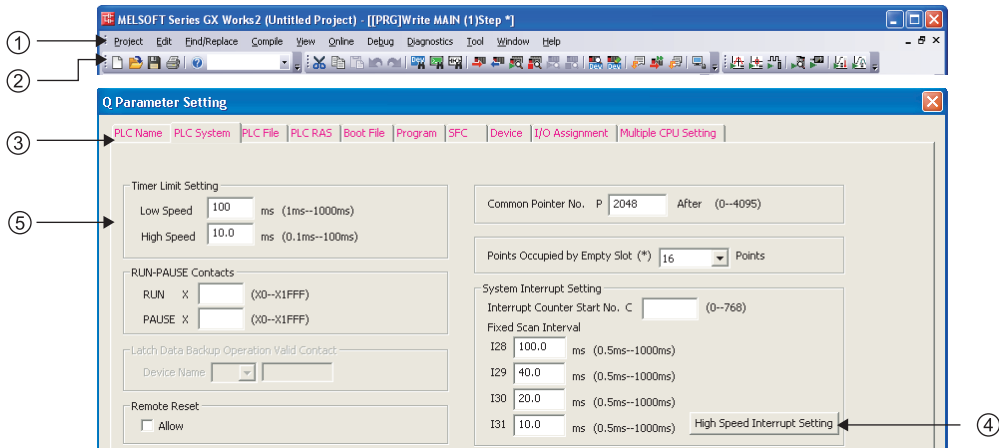 MELSOFT Series GX Works2 (Untitled Project) - [[PRG]Write MAIN (1)Step *]
① Project Edit Find/Replace Compile View Online Debug Diagnostics Tool Window Help
②
Q Parameter Setting
③ PLC Name PLC System PLC File PLC RAS Boot File Program SFC Device I/O Assignment Multiple CPU Setting
⑤
Timer Limit Setting
Low Speed 100 ms (1ms--1000ms)
High Speed 10.0 ms (0.1ms--100ms)
RUN-PAUSE Contacts
RUN X (X0--X1FFF)
PAUSE X (X0--X1FFF)
Latch Data Backup Operation Valid Contact
Device Name
Remote Reset
Allow
Common Pointer No. P 2048 After (0--4095)
Points Occupied by Empty Slot (*) 16 Points
System Interrupt Setting
Interrupt Counter Start No. C (0--768)
Fixed Scan Interval
I28 100.0 ms (0.5ms--1000ms)
I29 40.0 ms (0.5ms--1000ms)
I30 20.0 ms (0.5ms--1000ms)
I31 10.0 ms (0.5ms--1000ms) High Speed Interrupt Setting ④